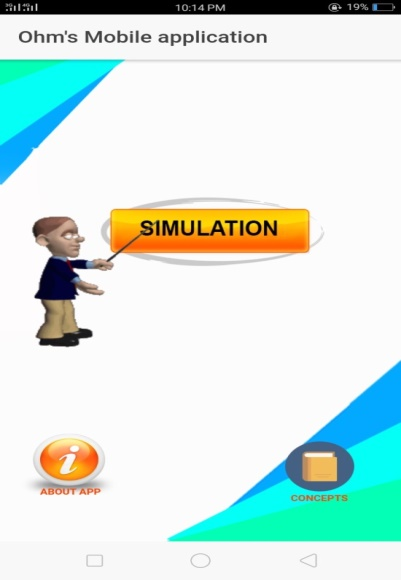 10:14 PM
19%
Ohm's Mobile application
SIMULATION
ABOUT APP
CONCEPTS